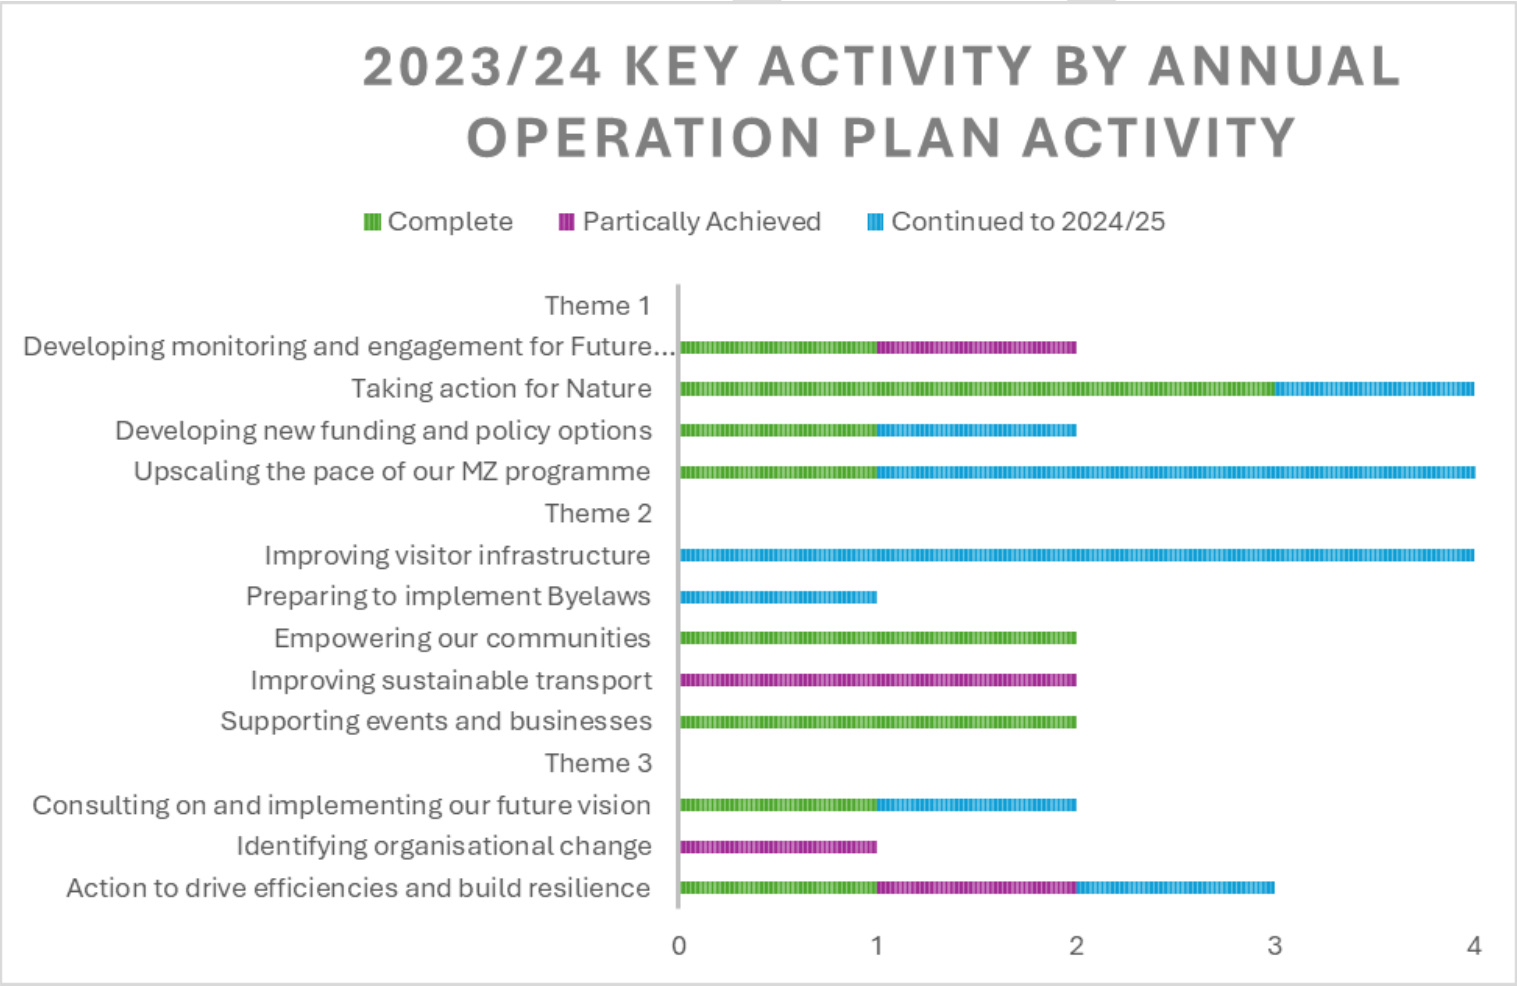 2023/24 KEY ACTIVITY BY ANNUAL
OPERATION PLAN ACTIVITY
Complete Partically Achieved Continued to 2024/25
Theme 1
Developing monitoring and engagement for Future...
Taking action for Nature
Developing new funding and policy options
Upscaling the pace of our MZ programme
Theme 2
Improving visitor infrastructure
Preparing to implement Byelaws
Empowering our communities
Improving sustainable transport
Supporting events and businesses
Theme 3
Consulting on and implementing our future vision
Identifying organisational change
Action to drive efficiencies and build resilience
0 1 2 3 4